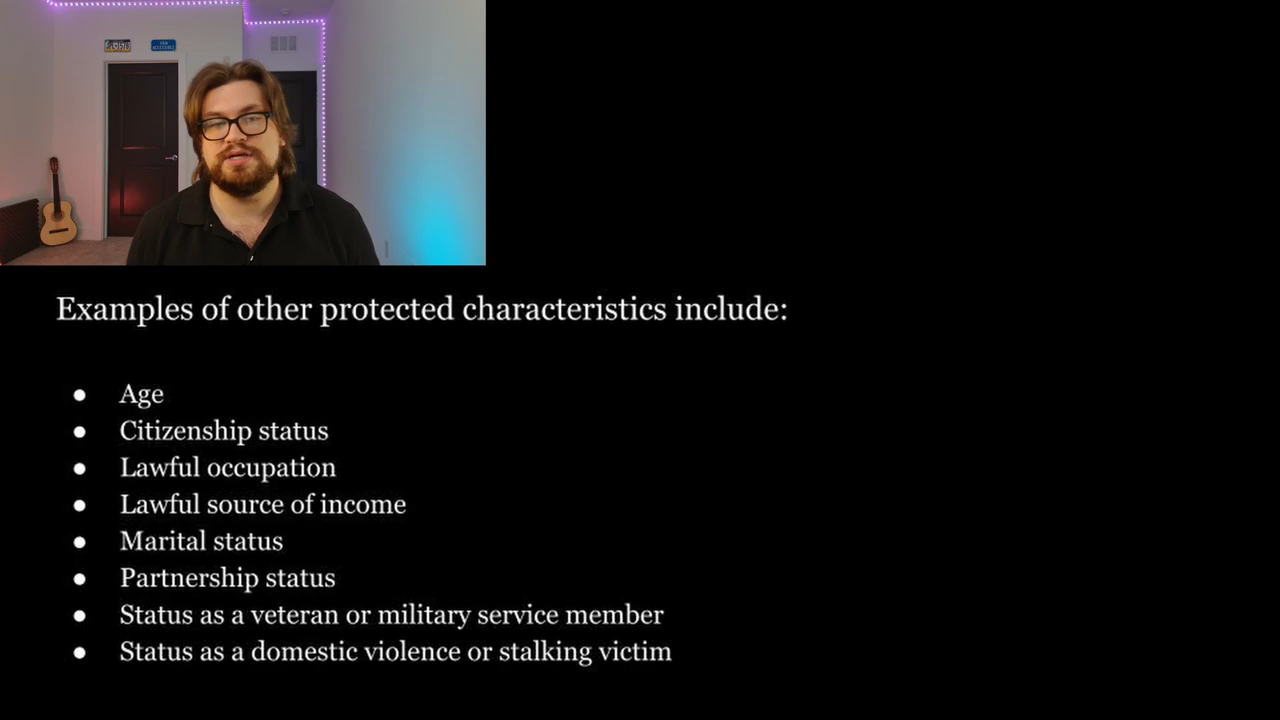 Examples of other protected characteristics include:
● Age
● Citizenship status
● Lawful occupation
● Lawful source of income
● Marital status
● Partnership status
● Status as a veteran or military service member
● Status as a domestic violence or stalking victim